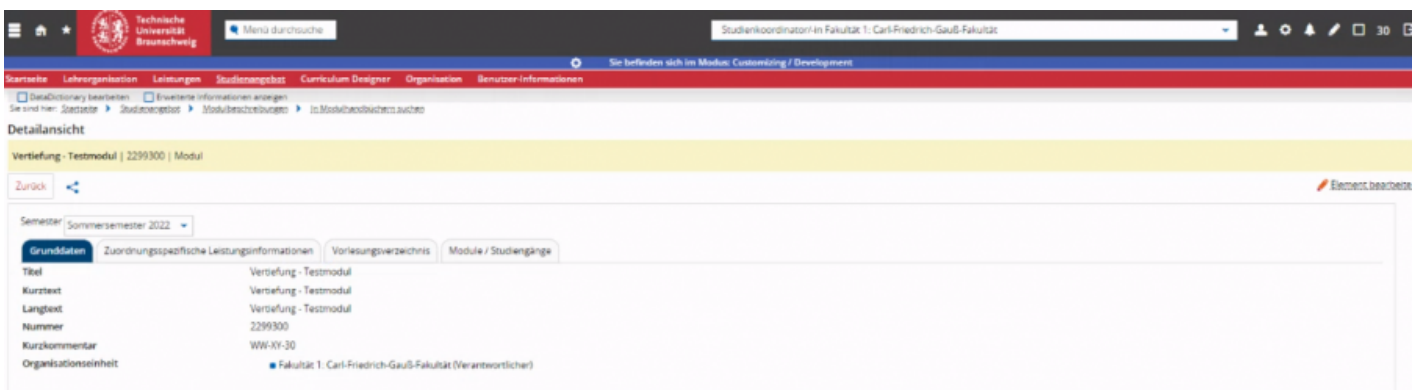 Technische
Universität
Braunschweig
Menü durchsuche
Studienkoordinator/-in Fakultät 1: Carl-Friedrich-Gauß-Fakultät
30
Sie befinden sich im Modus: Customizing / Development
Startseite Lehrorganisation Leistungen Studienangebot Curriculum Designer Organisation Benutzer-Informationen
DataDictionary bearbeiten Erweiterte Informationen anzeigen
Sie sind hier: Startseite Studienangebot Modulbeschreibungen In Modulhandbüchern suchen
Detailansicht
Vertiefung - Testmodul | 2299300 | Modul
Zurück Element bearbeite
Semester Sommersemester 2022
Grunddaten Zuordnungsspezifische Leistungsinformationen Vorlesungsverzeichnis Module / Studiengänge
Titel Vertiefung - Testmodul
Kurztext Vertiefung - Testmodul
Langtext Vertiefung - Testmodul
Nummer 2299300
Kurzkommentar WW-XY-30
Organisationseinheit Fakultät 1: Carl-Friedrich-Gauß-Fakultät (Verantwortlicher)